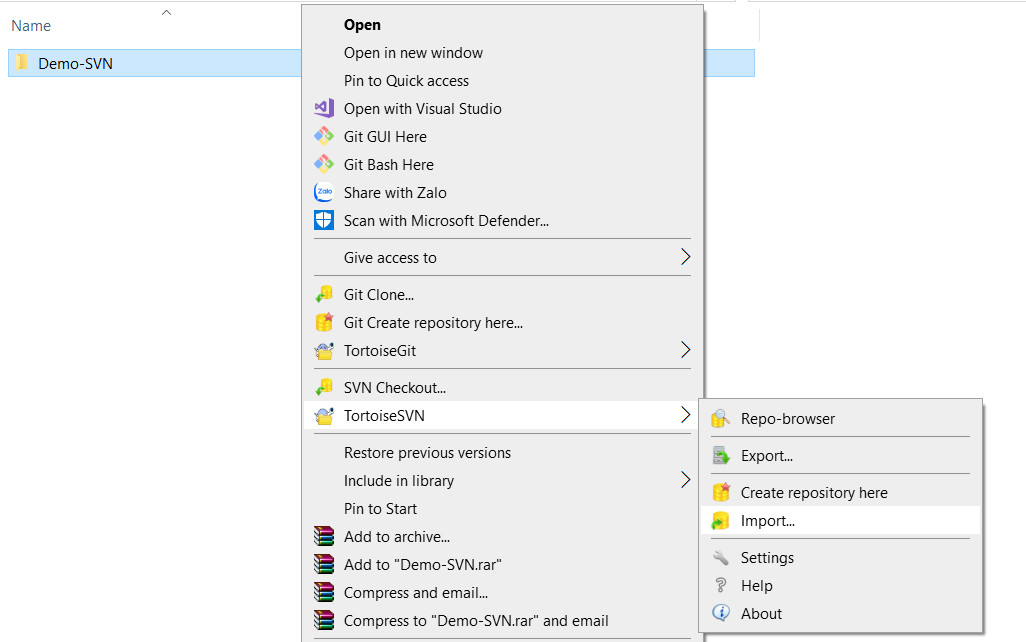 Name
Demo-SVN
Open
Open in new window
Pin to Quick access
Open with Visual Studio
Git GUI Here
Git Bash Here
Zalo
Share with Zalo
Scan with Microsoft Defender...
Give access to
Git Clone...
Git Create repository here...
TortoiseGit
SVN Checkout...
TortoiseSVN
Restore previous versions
Include in library
Pin to Start
Add to archive...
Add to "Demo-SVN.rar"
Compress and email...
Compress to "Demo-SVN.rar" and email
Repo-browser
Export...
Create repository here
Import...
Settings
Help
About